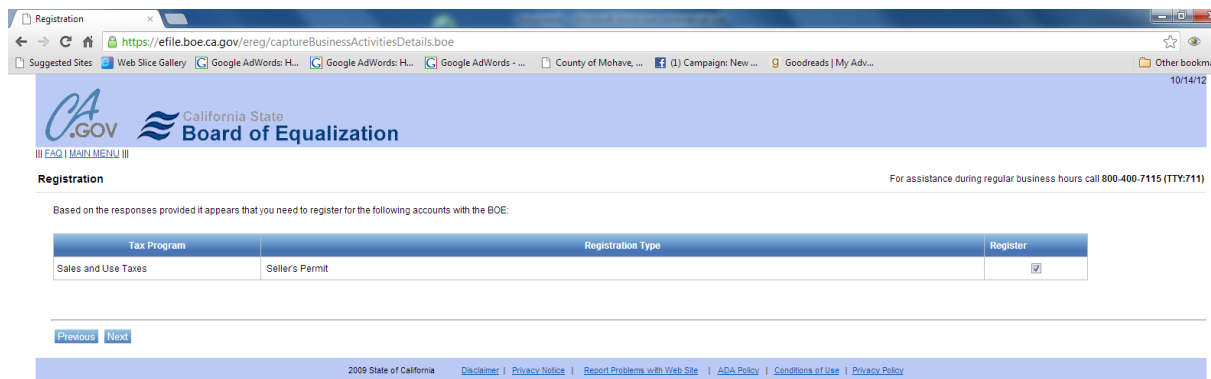 Registration
https://efile.boe.ca.gov/ereg/captureBusinessActivitiesDetails.boe
Suggested Sites Web Slice Gallery Google AdWords: H... Google AdWords: H... Google AdWords - ... County of Mohave, ... (1) Campaign: New ... Goodreads | My Adv... Other bookma
10/14/12
CA.GOV California State
Board of Equalization
||| FAQ | MAIN MENU |||
Registration For assistance during regular business hours call 800-400-7115 (TTY:711)
Based on the responses provided it appears that you need to register for the following accounts with the BOE:
Tax Program Registration Type Register
Sales and Use Taxes Seller's Permit
Previous Next
2009 State of California Disclaimer | Privacy Notice | Report Problems with Web Site | ADA Policy | Conditions of Use | Privacy Policy